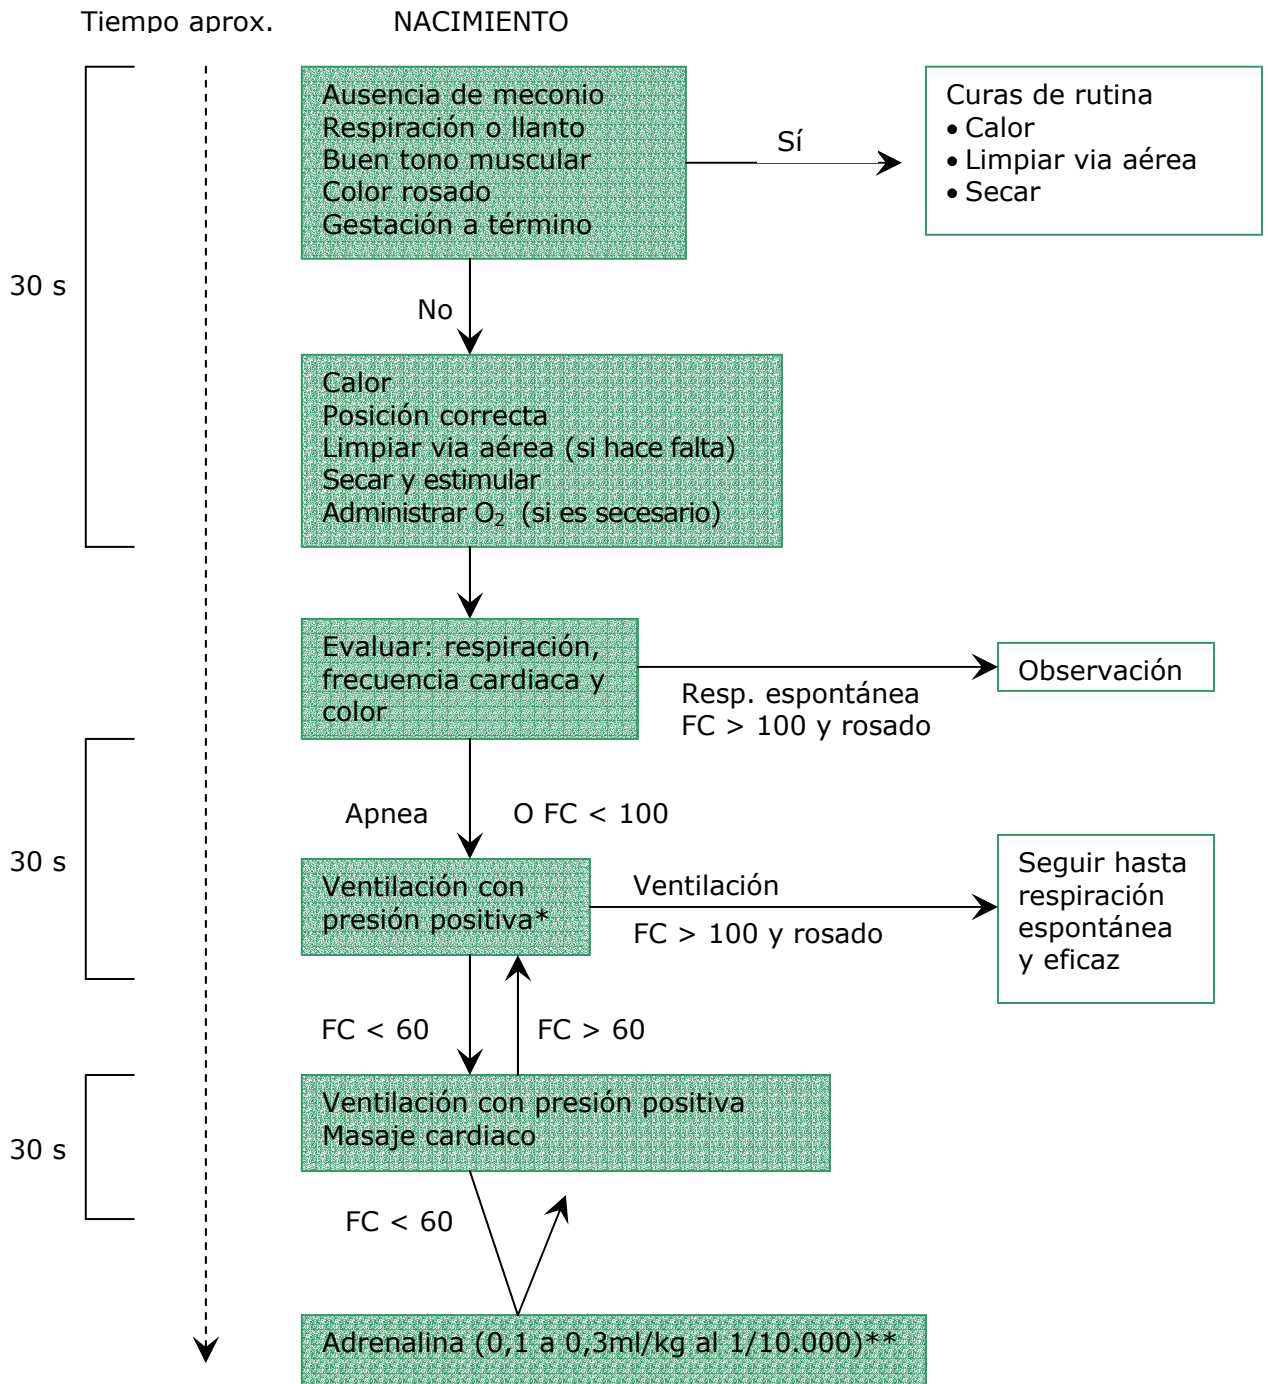 Tiempo aprox.
NACIMIENTO
Ausencia de meconio
Respiración o llanto
Buen tono muscular
Color rosado
Gestación a término
Sí
Curas de rutina
• Calor
• Limpiar via aérea
• Secar
30 s
No
Calor
Posición correcta
Limpiar via aérea (si hace falta)
Secar y estimular
Administrar O₂ (si es secesario)
Evaluar: respiración,
frecuencia cardiaca y
color
Resp. espontánea
FC > 100 y rosado
Observación
Apnea
O FC < 100
30 s
Ventilación con
presión positiva*
Ventilación
FC > 100 y rosado
Seguir hasta
respiración
espontánea
y eficaz
FC < 60
FC > 60
30 s
Ventilación con presión positiva
Masaje cardiaco
FC < 60
Adrenalina (0,1 a 0,3ml/kg al 1/10.000)**